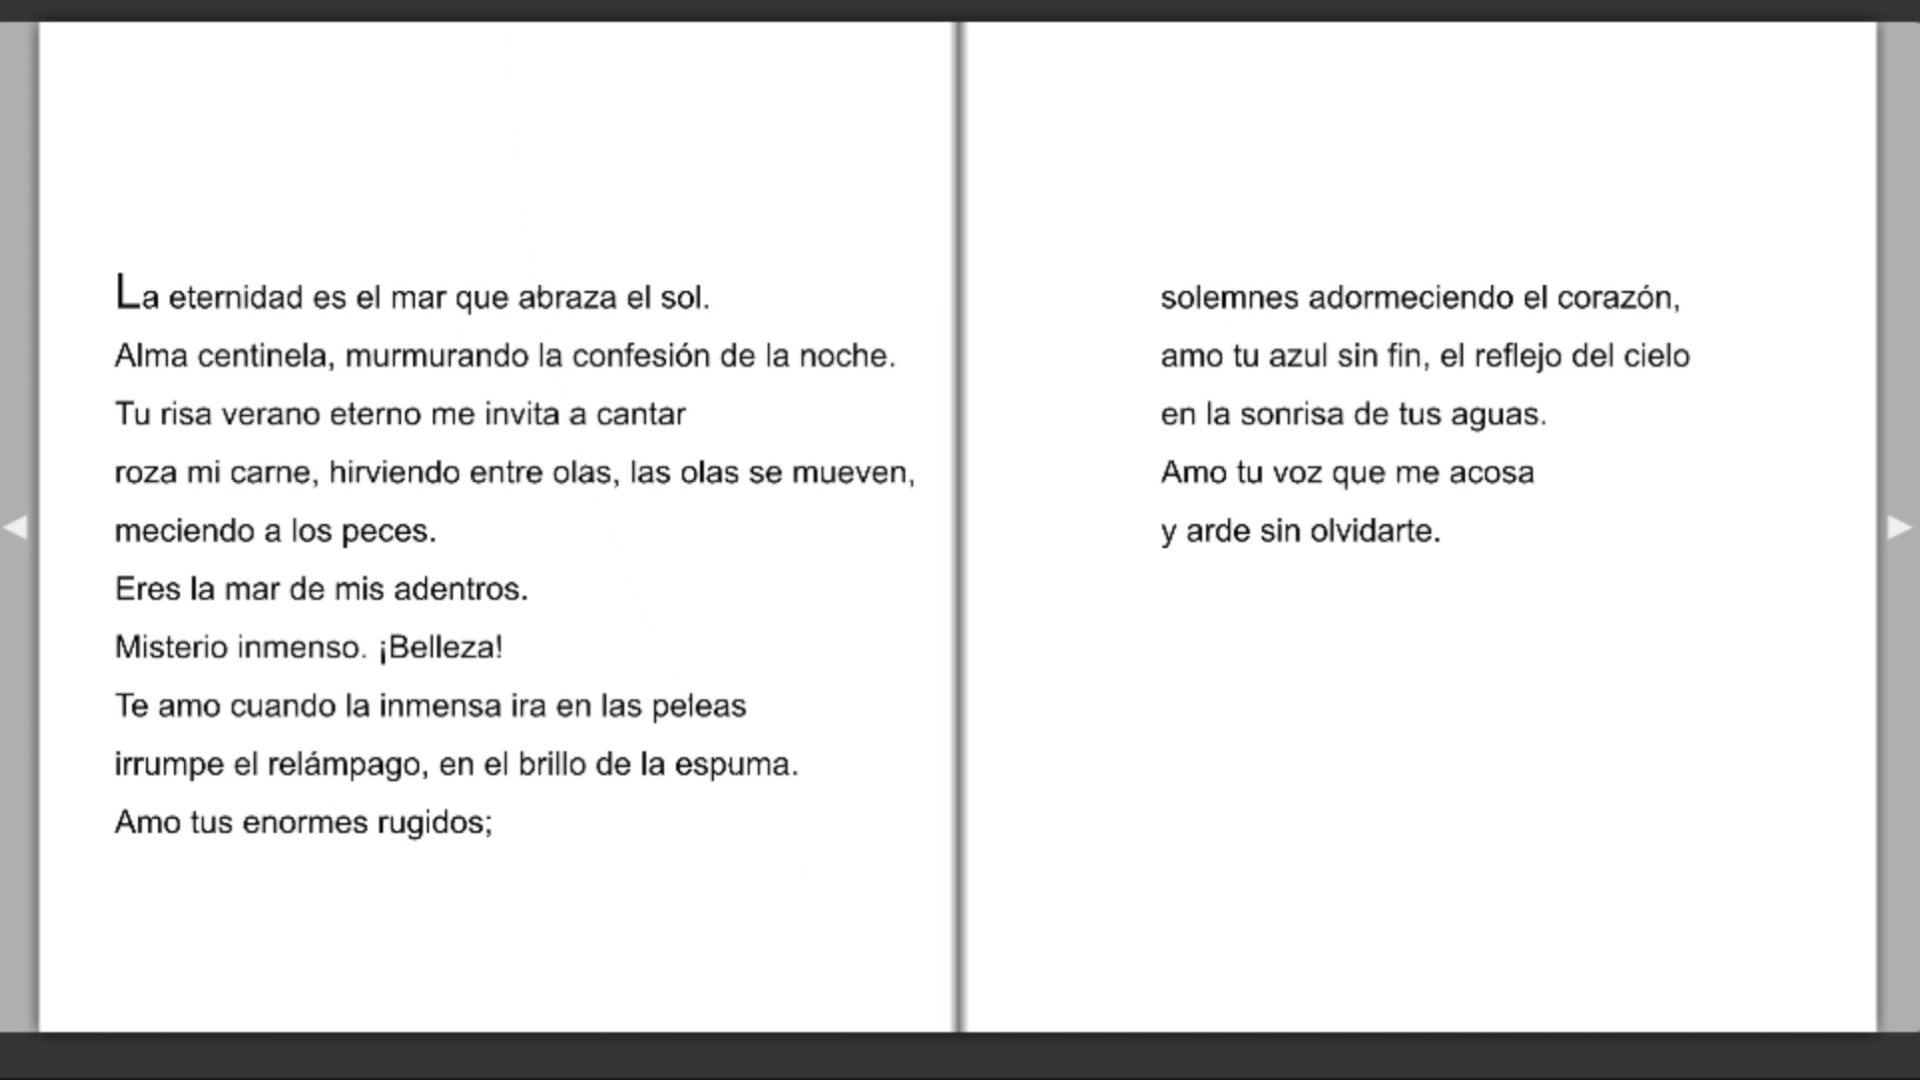 La eternidad es el mar que abraza el sol.
Alma centinela, murmurando la confesión de la noche.
Tu risa verano eterno me invita a cantar
roza mi carne, hirviendo entre olas, las olas se mueven,
meciendo a los peces.
Eres la mar de mis adentros.
Misterio inmenso. ¡Belleza!
Te amo cuando la inmensa ira en las peleas
irrumpe el relámpago, en el brillo de la espuma.
Amo tus enormes rugidos;
solemnes adormeciendo el corazón,
amo tu azul sin fin, el reflejo del cielo
en la sonrisa de tus aguas.
Amo tu voz que me acosa
y arde sin olvidarte.